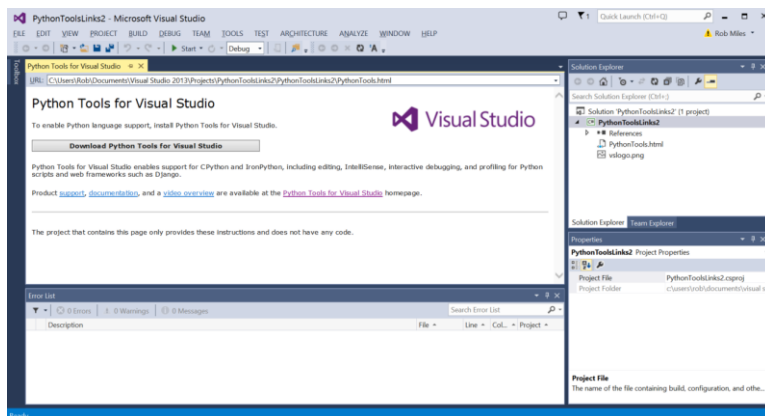 PythonToolsLinks2 - Microsoft Visual Studio
Quick Launch (Ctrl+Q)
FILE EDIT VIEW PROJECT BUILD DEBUG TEAM TOOLS TEST ARCHITECTURE ANALYZE WINDOW HELP
Rob Miles
Start
Debug
Toolbox
Python Tools for Visual Studio
URL: C:\Users\Rob\Documents\Visual Studio 2013\Projects\PythonToolsLinks2\PythonToolsLinks2\PythonTools.html
Python Tools for Visual Studio
To enable Python language support, install Python Tools for Visual Studio.
Visual Studio
Download Python Tools for Visual Studio
Python Tools for Visual Studio enables support for CPython and IronPython, including editing, IntelliSense, interactive debugging, and profiling for Python
scripts and web frameworks such as Django.
Product support, documentation, and a video overview are available at the Python Tools for Visual Studio homepage.
The project that contains this page only provides these instructions and does not have any code.
Error List
0 Errors
0 Warnings
0 Messages
Search Error List
Description
File
Line
Col...
Project
Solution Explorer
Search Solution Explorer (Ctrl+;)
Solution 'PythonToolsLinks2' (1 project)
PythonToolsLinks2
References
PythonTools.html
vslogo.png
Solution Explorer Team Explorer
Properties
PythonToolsLinks2 Project Properties
Project File PythonToolsLinks2.csproj
Project Folder c:\users\rob\documents\visual s
Project File
The name of the file containing build, configuration, and othe...
Ready